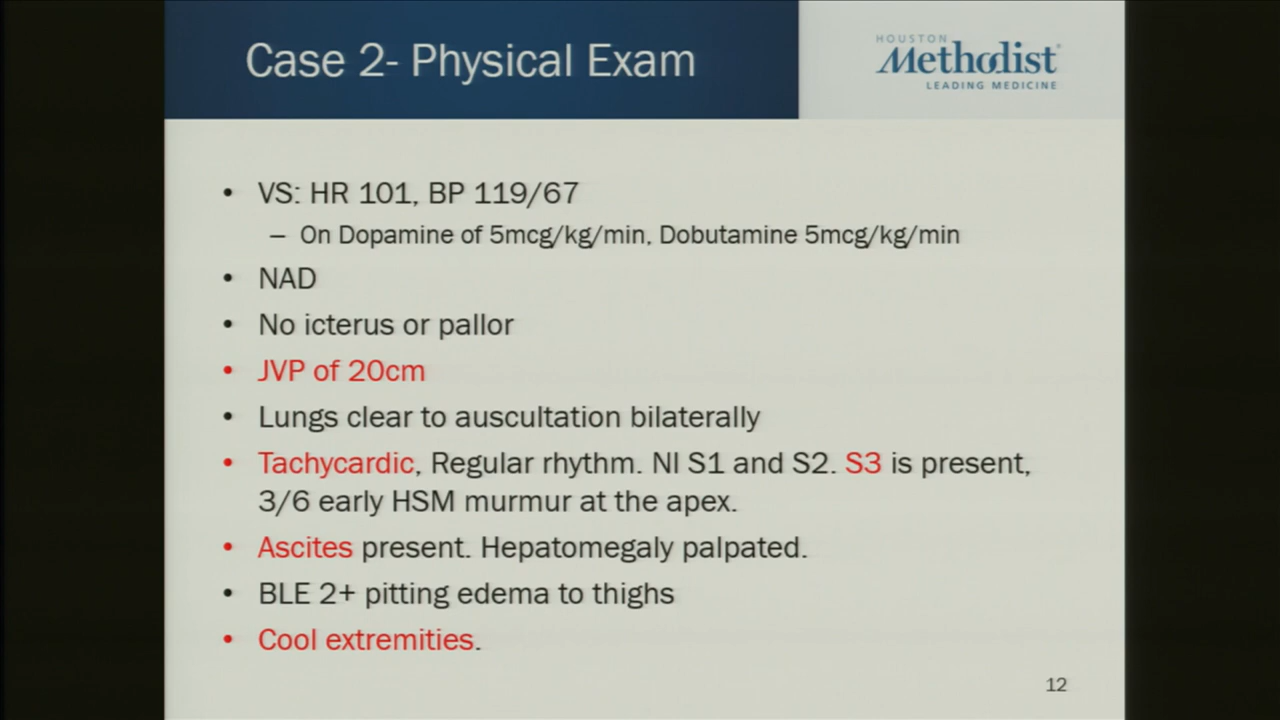 Case 2- Physical Exam
HOUSTON
Methodist
LEADING MEDICINE
• VS: HR 101, BP 119/67
– On Dopamine of 5mcg/kg/min, Dobutamine 5mcg/kg/min
• NAD
• No icterus or pallor
• JVP of 20cm
• Lungs clear to auscultation bilaterally
• Tachycardic, Regular rhythm. Nl S1 and S2. S3 is present,
3/6 early HSM murmur at the apex.
• Ascites present. Hepatomegaly palpated.
• BLE 2+ pitting edema to thighs
• Cool extremities.
12